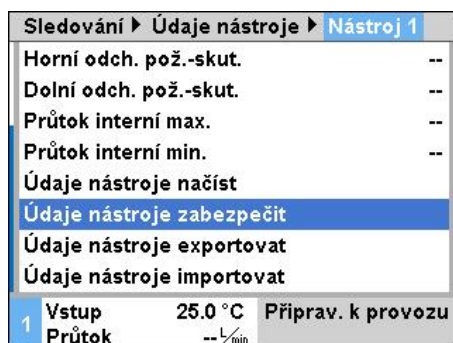 Sledování ▶ Údaje nástroje ▶ Nástroj 1
Horní odch. pož.-skut. --
Dolní odch. pož.-skut. --
Průtok interní max. --
Průtok interní min. --
Údaje nástroje načíst
Údaje nástroje zabezpečit
Údaje nástroje exportovat
Údaje nástroje importovat
1 Vstup 25.0 °C Připrav. k provozu
Průtok -- L/min